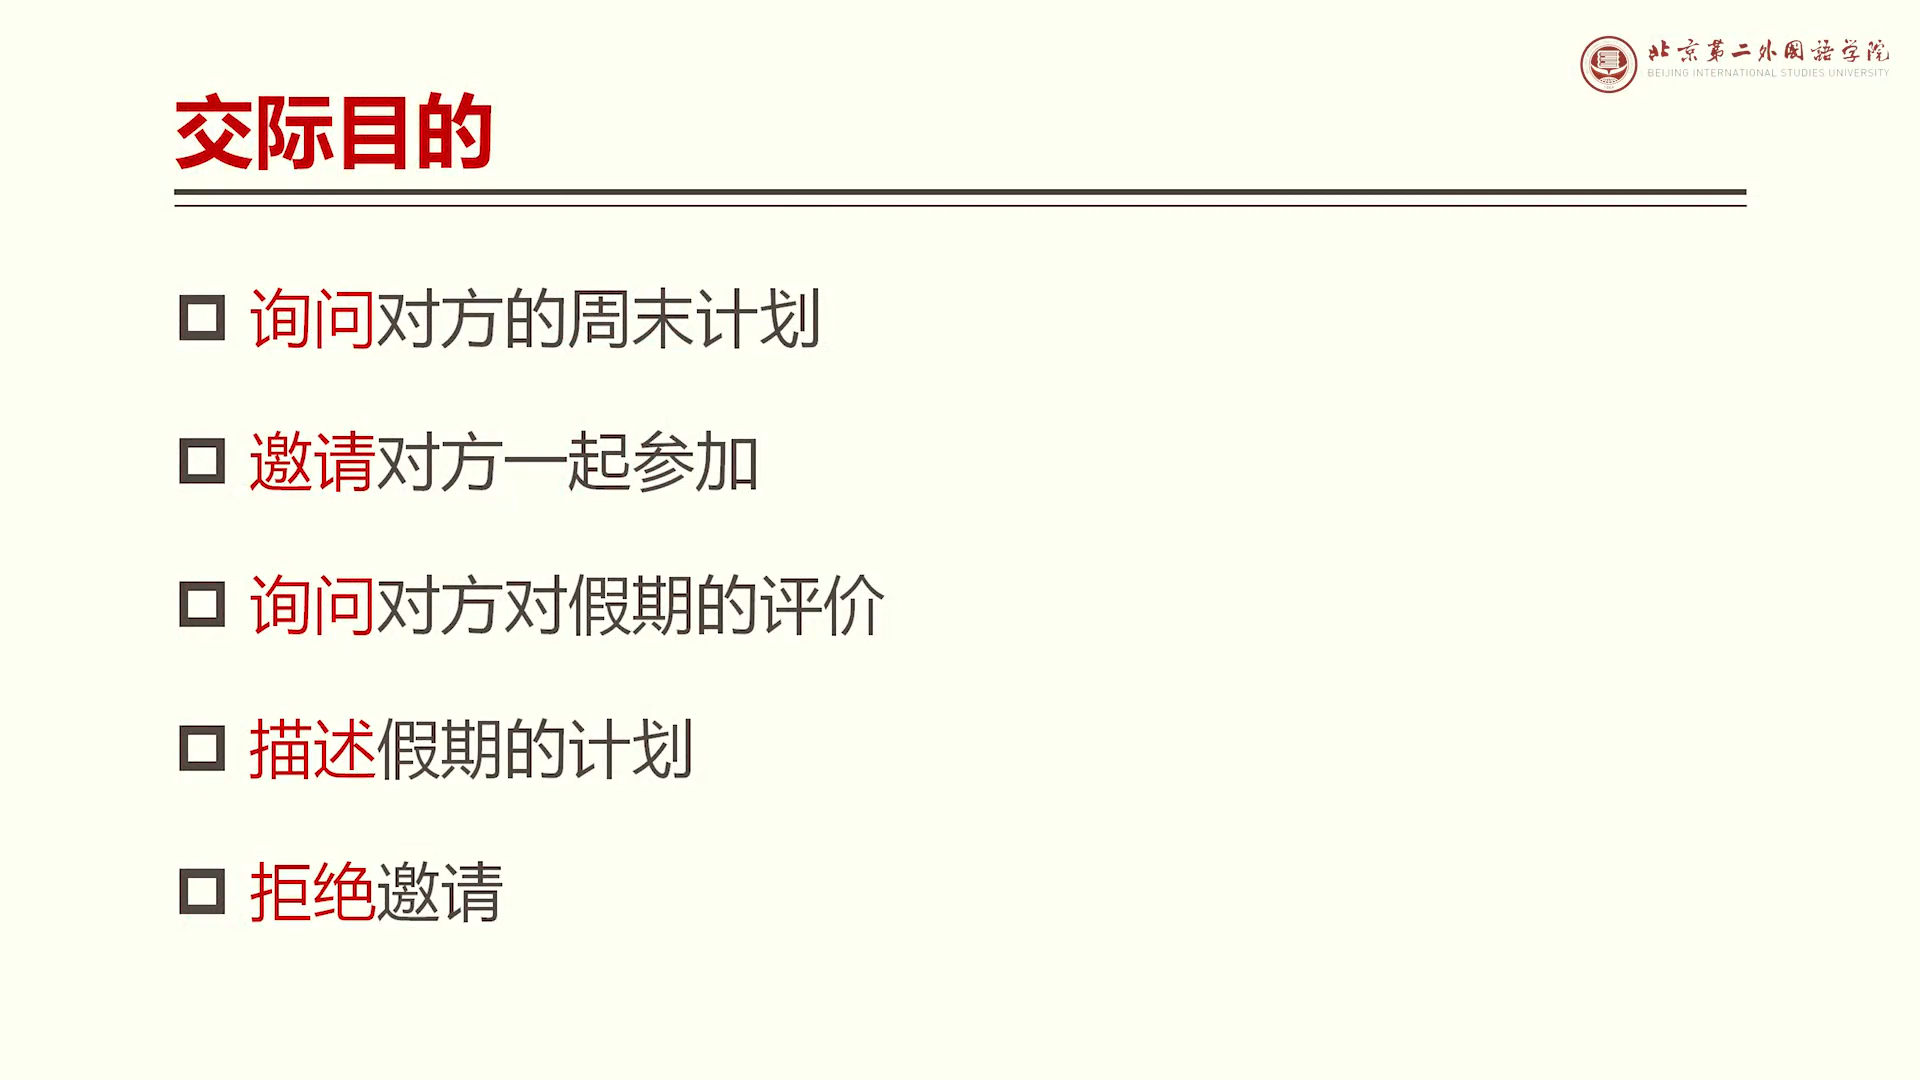 北京第二外国语学院
BEIJING INTERNATIONAL STUDIES UNIVERSITY
交际目的
询问对方的周末计划
邀请对方一起参加
询问对方对假期的评价
描述假期的计划
拒绝邀请